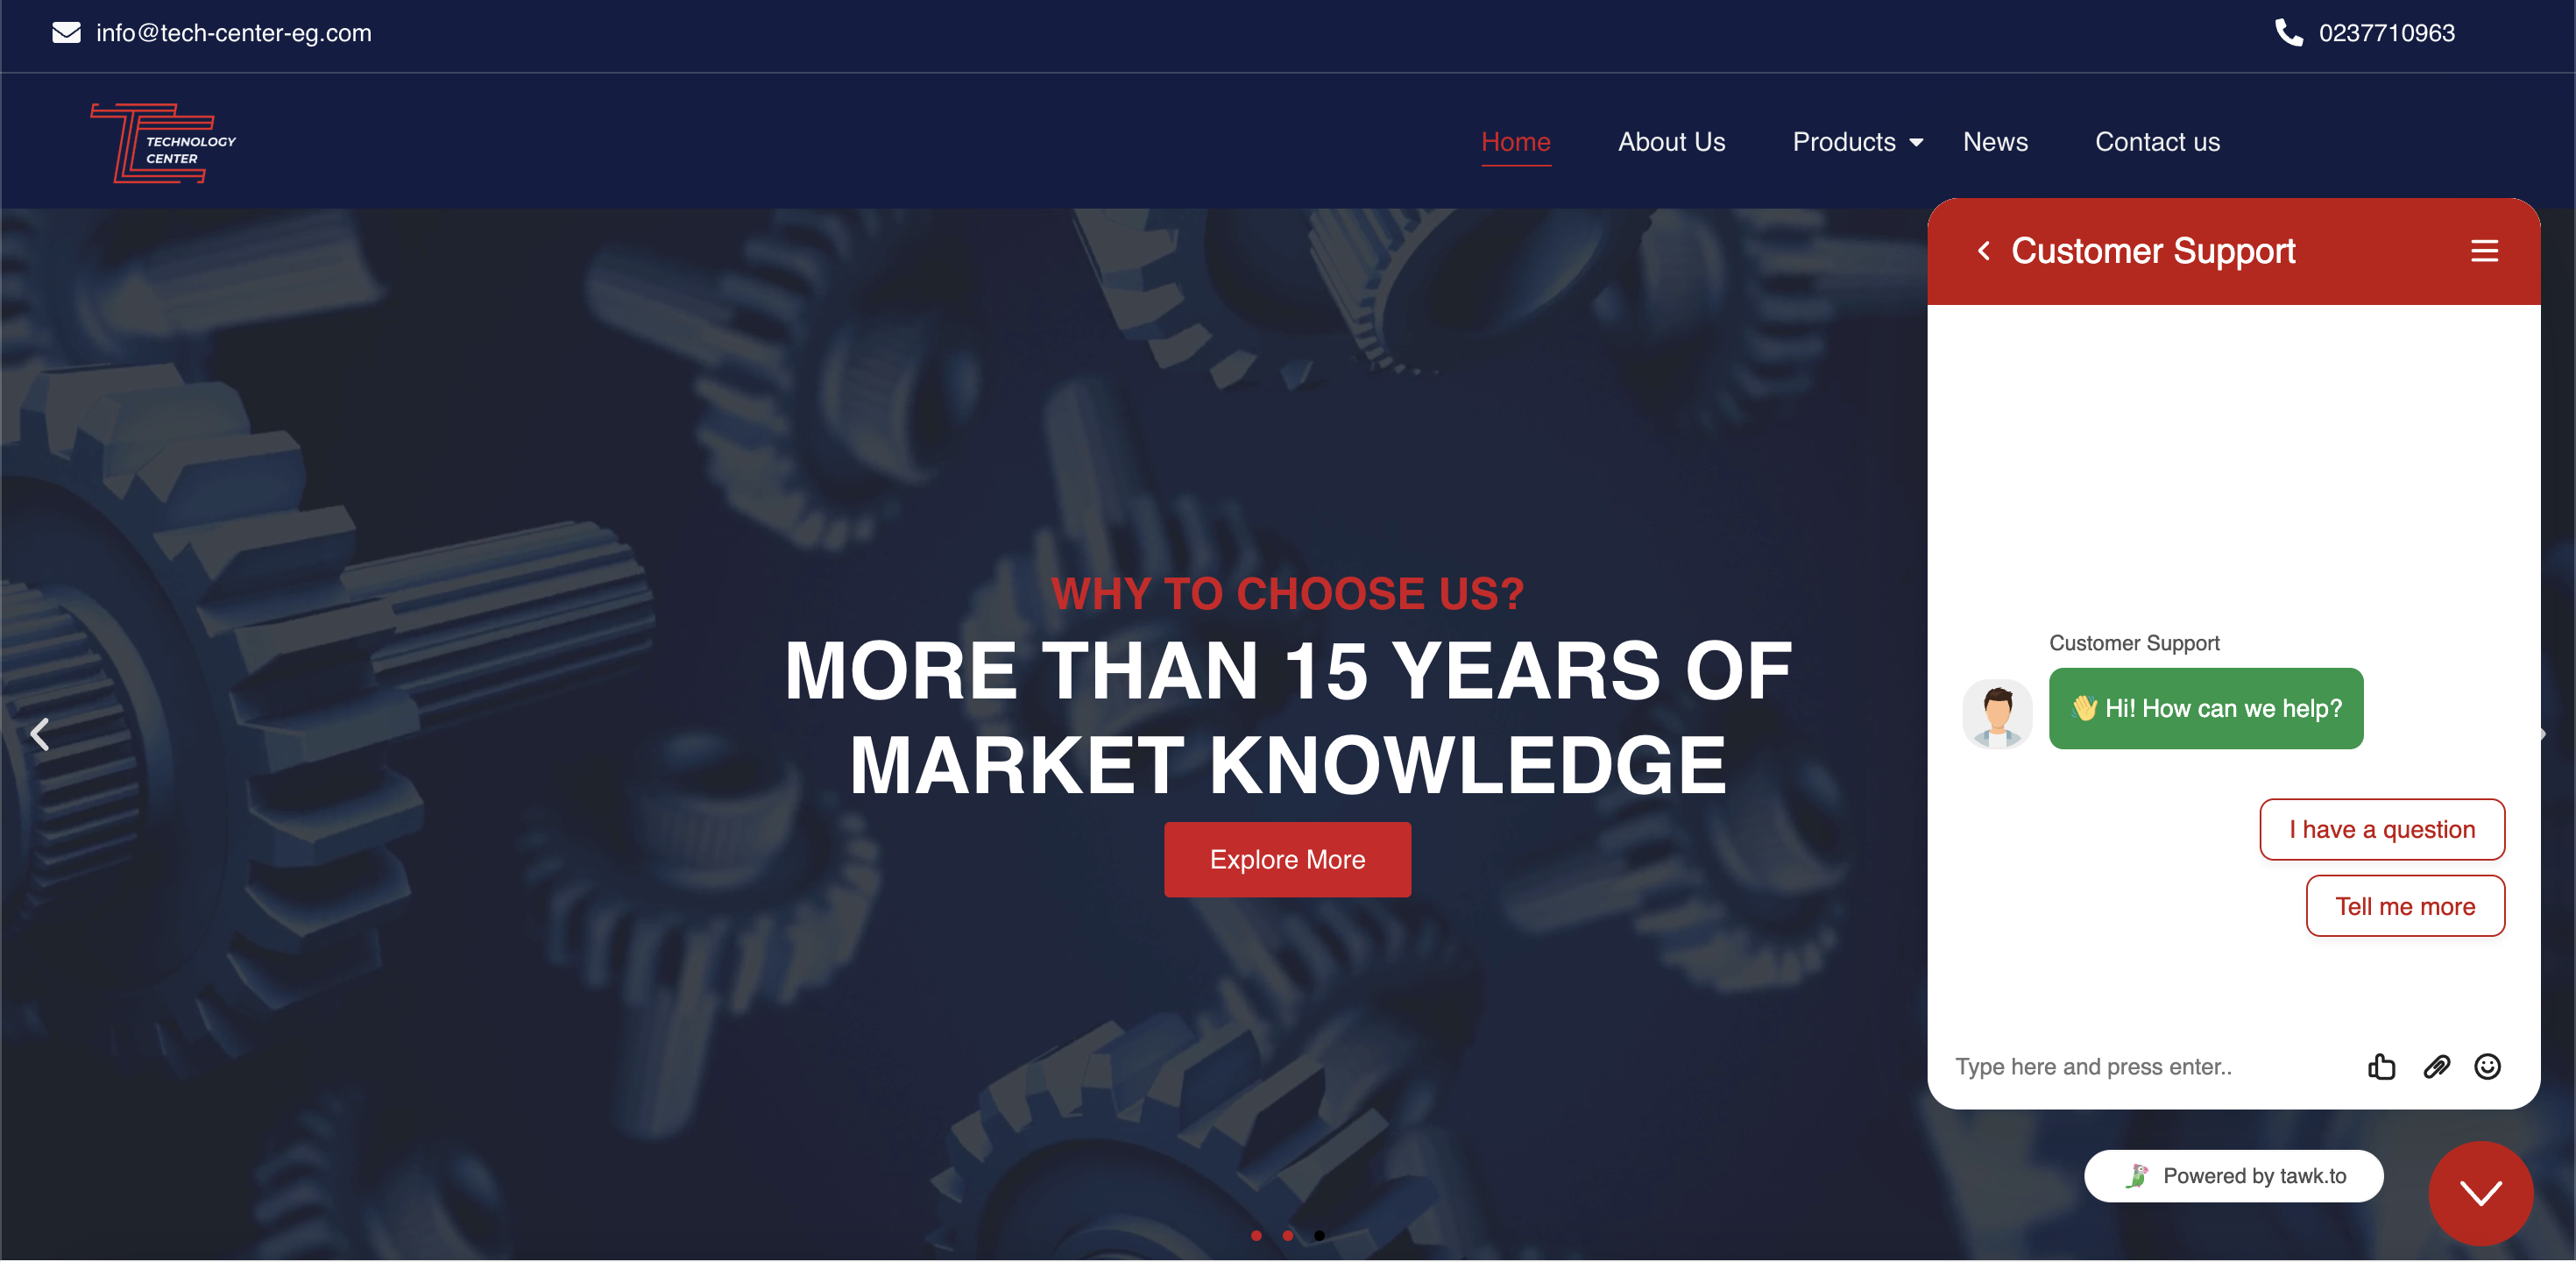 info@tech-center-eg.com
0237710963
TECHNOLOGY
CENTER
Home
About Us
Products
News
Contact us
WHY TO CHOOSE US?
MORE THAN 15 YEARS OF
MARKET KNOWLEDGE
Explore More
Customer Support
Customer Support
👋 Hi! How can we help?
I have a question
Tell me more
Type here and press enter..
Powered by tawk.to